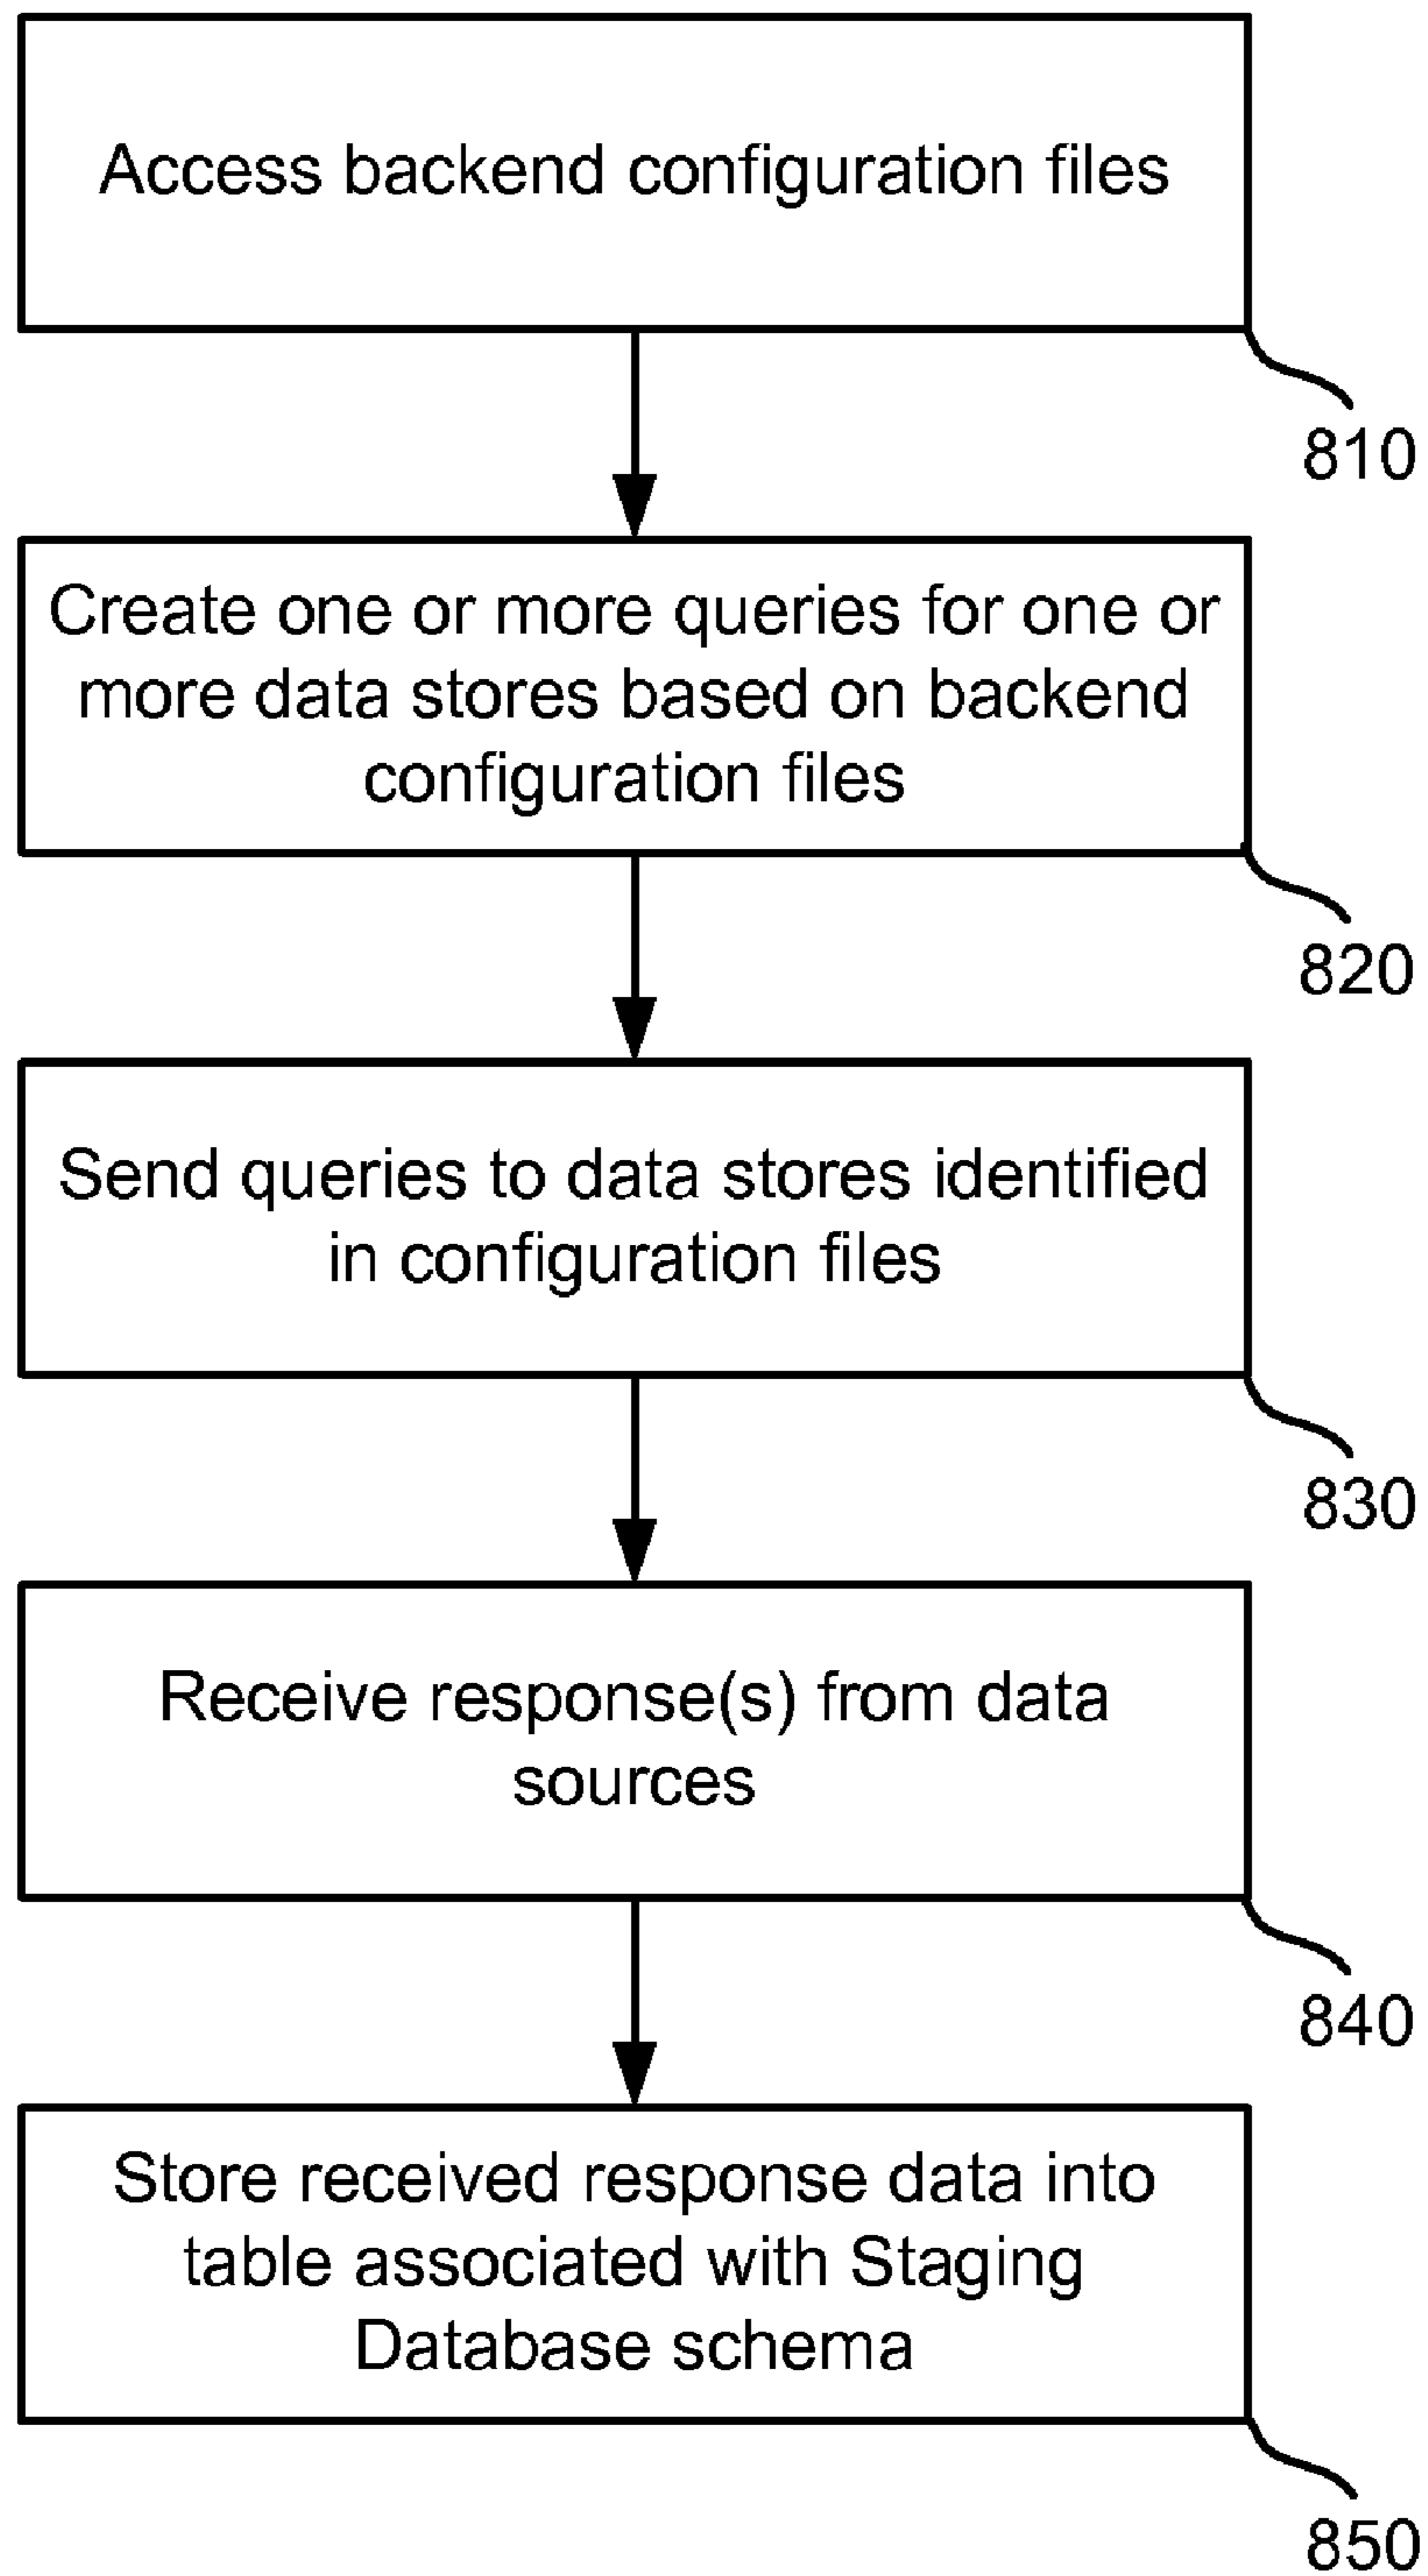 Access backend configuration files
810
Create one or more queries for one or
more data stores based on backend
configuration files
820
Send queries to data stores identified
in configuration files
830
Receive response(s) from data
sources
840
Store received response data into
table associated with Staging
Database schema
850